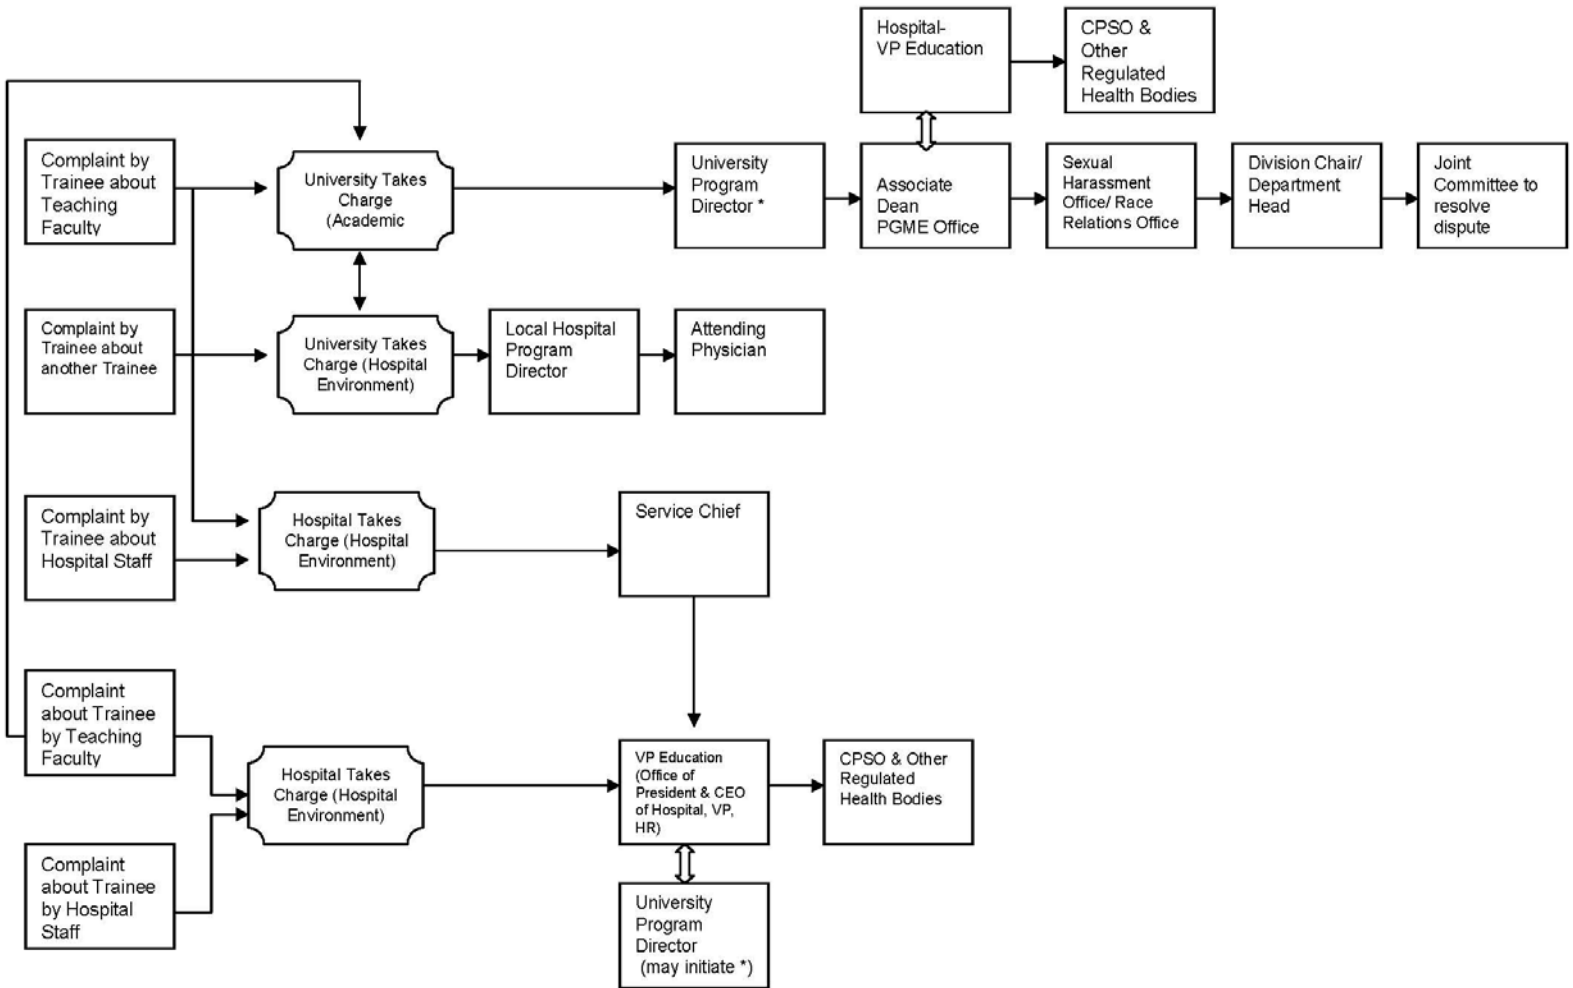 Hospital-
VP Education
CPSO &
Other
Regulated
Health Bodies
Complaint by
Trainee about
Teaching
Faculty
University Takes
Charge
(Academic
University
Program
Director *
Associate
Dean
PGME Office
Sexual
Harassment
Office/ Race
Relations Office
Division Chair/
Department
Head
Joint
Committee to
resolve
dispute
Complaint by
Trainee about
another Trainee
University Takes
Charge (Hospital
Environment)
Local Hospital
Program
Director
Attending
Physician
Complaint by
Trainee about
Hospital Staff
Hospital Takes
Charge (Hospital
Environment)
Service Chief
Complaint
about Trainee
by Teaching
Faculty
Hospital Takes
Charge (Hospital
Environment)
VP Education
(Office of
President & CEO
of Hospital, VP,
HR)
CPSO & Other
Regulated
Health Bodies
Complaint
about Trainee
by Hospital
Staff
University
Program
Director
(may initiate *)